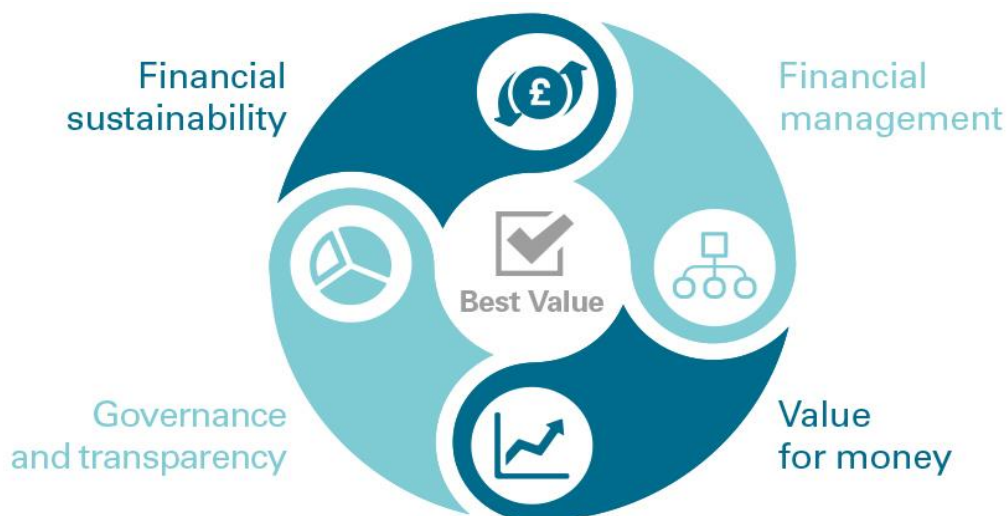 Financial
sustainability
£
Financial
management
Best Value
Governance
and transparency
Value
for money